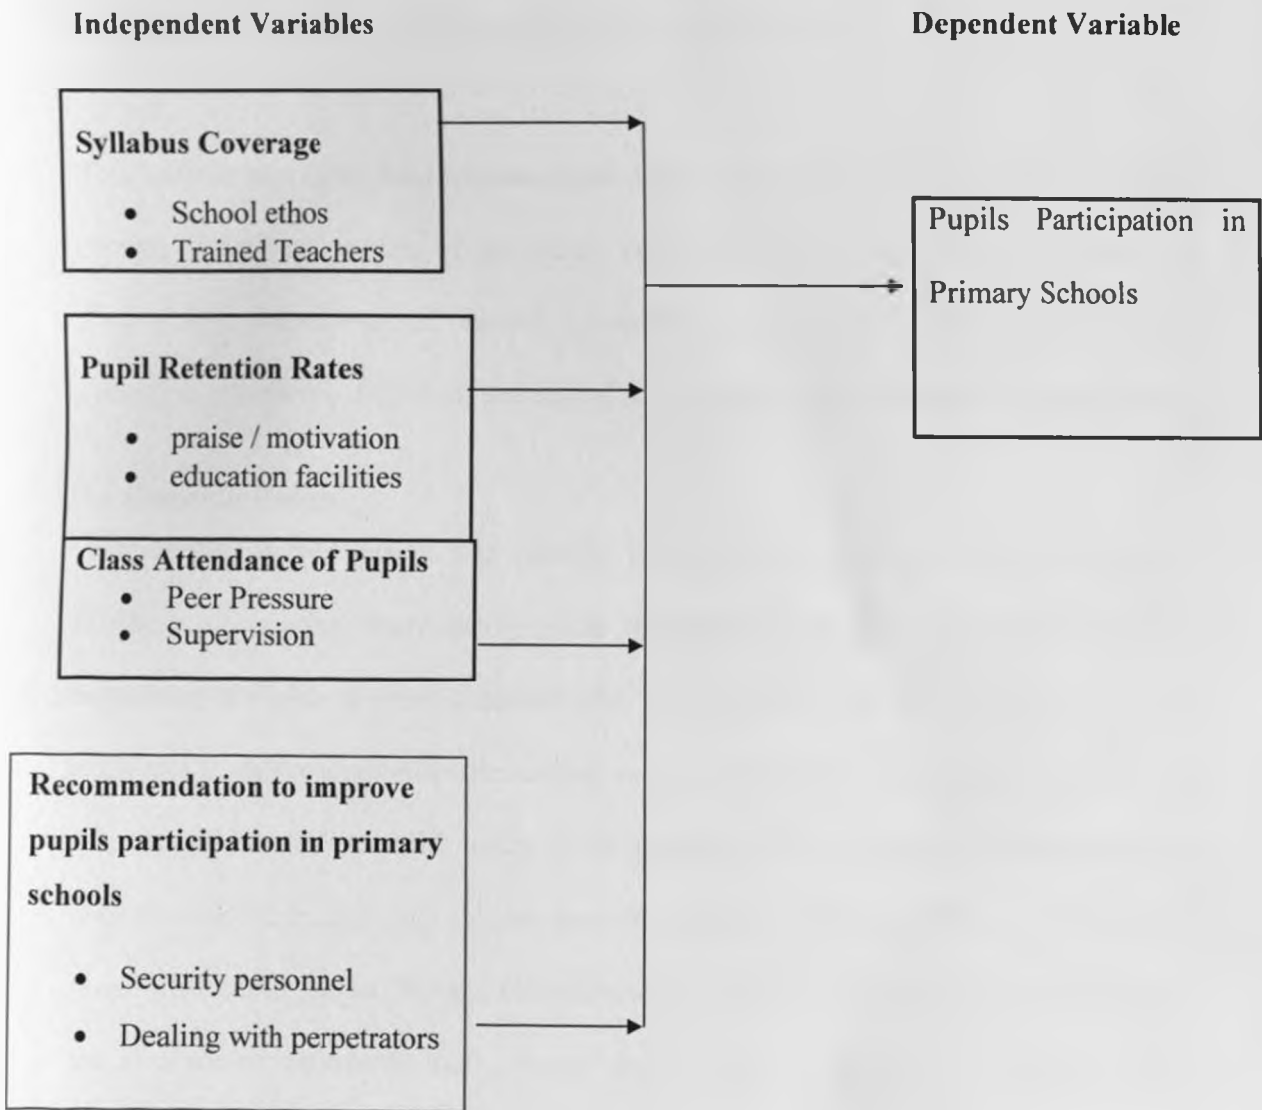 Independent Variables
Dependent Variable
Syllabus Coverage
• School ethos
• Trained Teachers
Pupils Participation in
Primary Schools
Pupil Retention Rates
• praise / motivation
• education facilities
Class Attendance of Pupils
• Peer Pressure
• Supervision
Recommendation to improve
pupils participation in primary
schools
• Security personnel
• Dealing with perpetrators